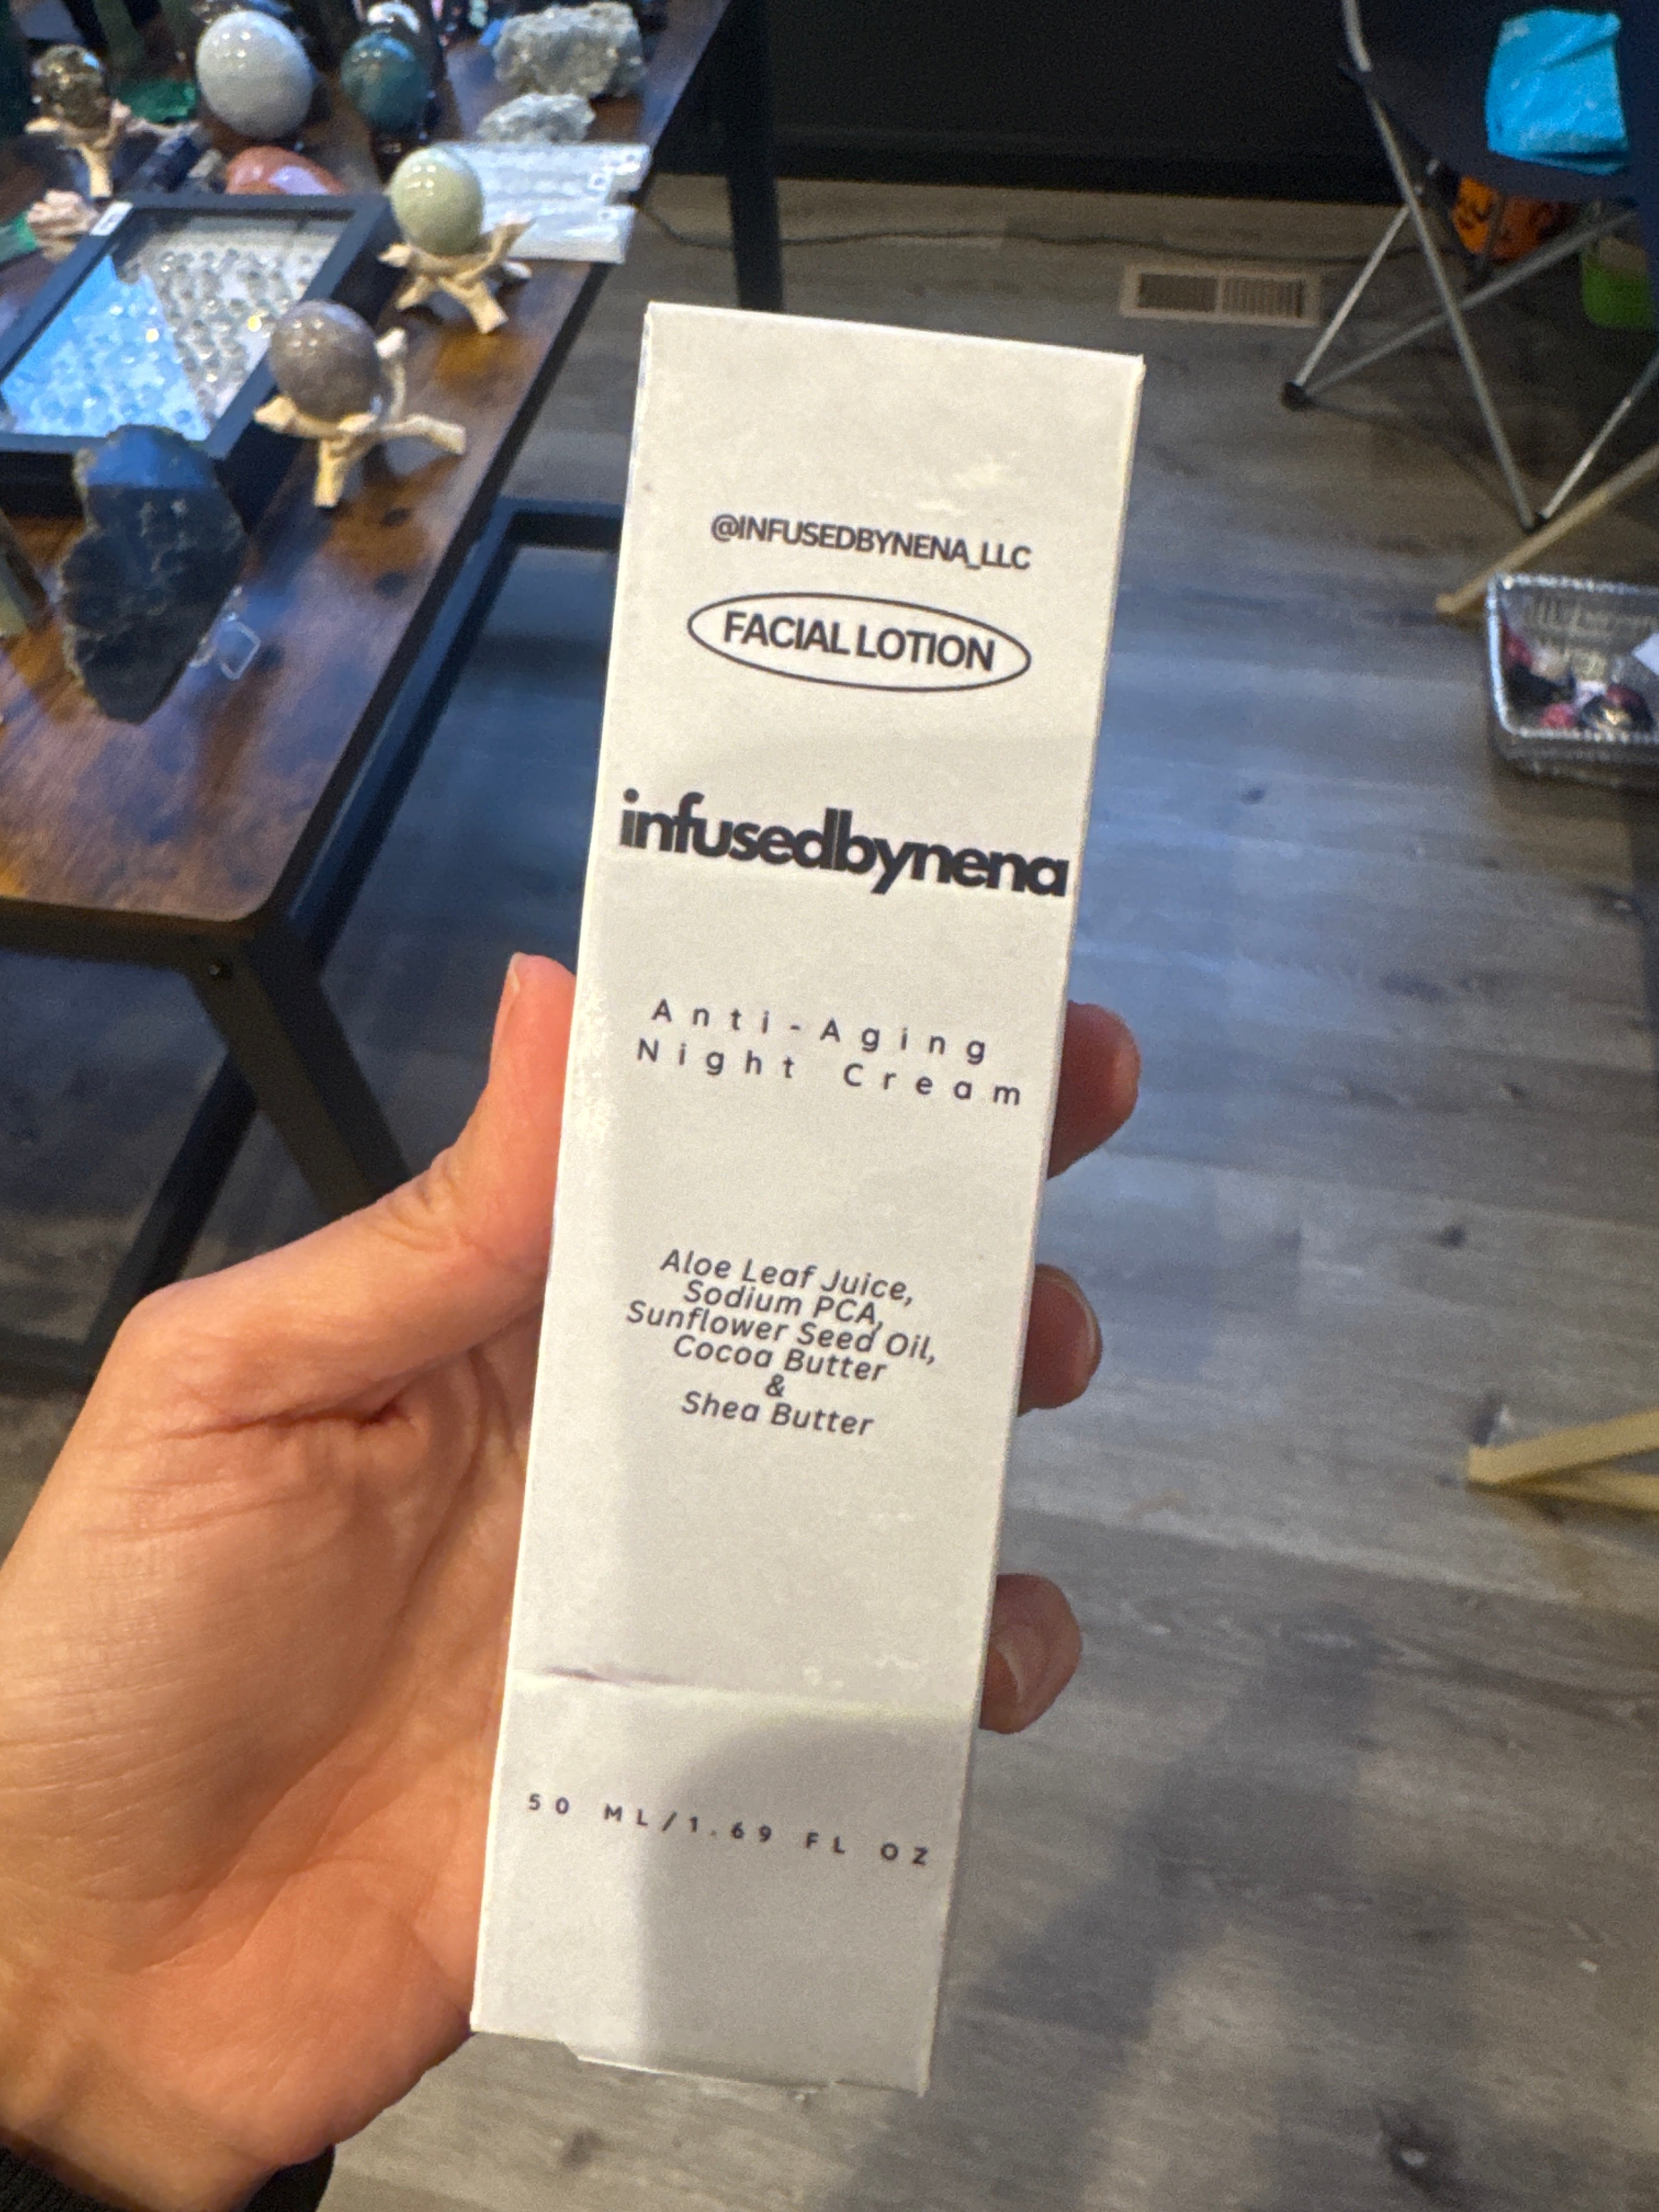 @INFUSEDBYNENA_LLC
FACIAL LOTION
infusedbynena
Anti-Aging
Night Cream
Aloe Leaf Juice,
Sodium PCA,
Sunflower Seed Oil,
Cocoa Butter
&
Shea Butter
50 ML/1.69 FL OZ